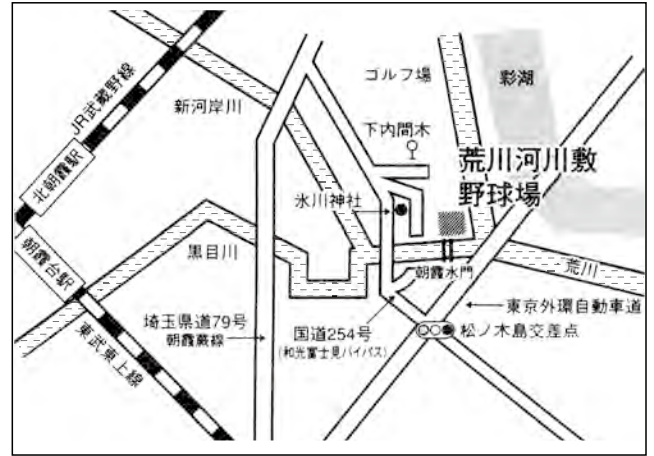 ゴルフ場
彩湖
JR武蔵野線
新河岸川
下内間木
荒川河川敷
野球場
北朝霞駅
氷川神社
朝霞台駅
黒目川
朝霞水門
荒川
東京外環自動車道
埼玉県道79号
朝霞蕨線
国道254号
(和光富士見バイパス)
松ノ木島交差点
東武東上線